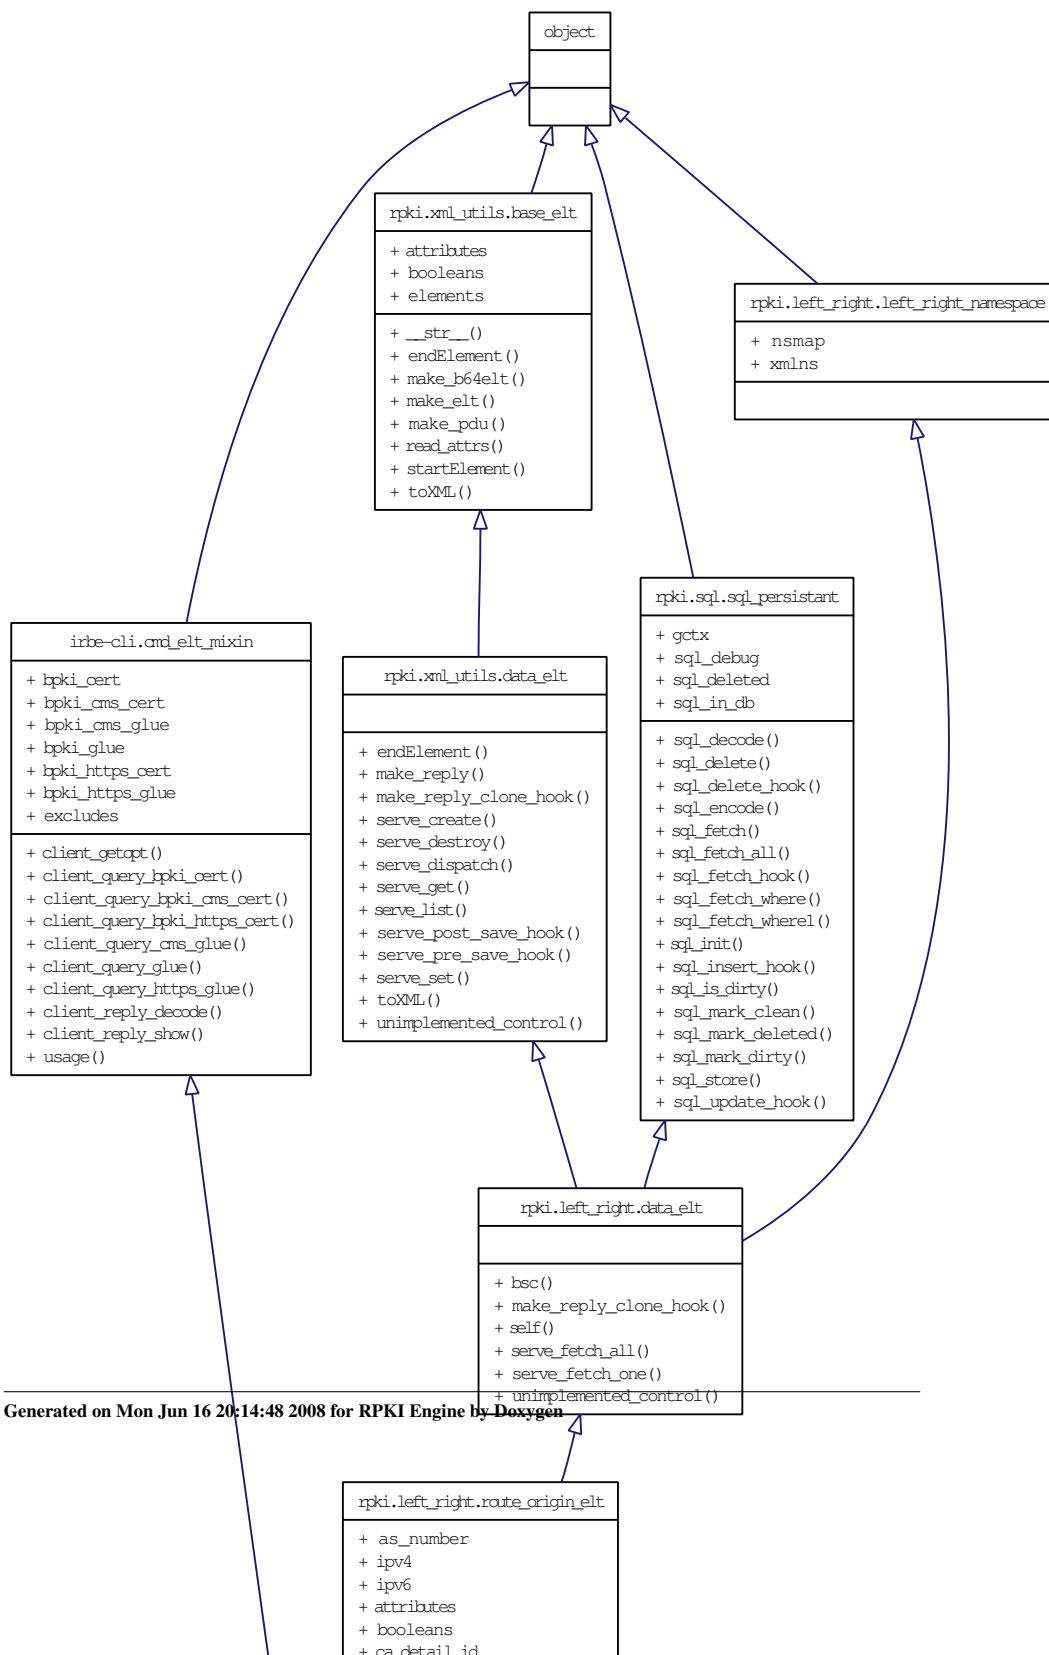 object
rpki.xml_utils.base_elt
+ attributes
+ booleans
+ elements
+ __str__()
+ endElement()
+ make_b64elt()
+ make_elt()
+ make_pdu()
+ read_attrs()
+ startElement()
+ toXML()
rpki.left_right.left_right_namespace
+ nsmap
+ xmlns
rpki.sql.sql_persistant
+ gctx
+ sql_debug
+ sql_deleted
+ sql_in_db
+ sql_decode()
+ sql_delete()
+ sql_delete_hook()
+ sql_encode()
+ sql_fetch()
+ sql_fetch_all()
+ sql_fetch_hook()
+ sql_fetch_where()
+ sql_fetch_where1()
+ sql_init()
+ sql_insert_hook()
+ sql_is_dirty()
+ sql_mark_clean()
+ sql_mark_deleted()
+ sql_mark_dirty()
+ sql_store()
+ sql_update_hook()
irbe-cli.cmd_elt_mixin
+ bpki_cert
+ bpki_cms_cert
+ bpki_cms_glue
+ bpki_glue
+ bpki_https_cert
+ bpki_https_glue
+ excludes
+ client_getopt()
+ client_query_bpki_cert()
+ client_query_bpki_cms_cert()
+ client_query_bpki_https_cert()
+ client_query_cms_glue()
+ client_query_glue()
+ client_query_https_glue()
+ client_reply_decode()
+ client_reply_show()
+ usage()
rpki.xml_utils.data_elt
+ endElement()
+ make_reply()
+ make_reply_clone_hook()
+ serve_create()
+ serve_destroy()
+ serve_dispatch()
+ serve_get()
+ serve_list()
+ serve_post_save_hook()
+ serve_pre_save_hook()
+ serve_set()
+ toXML()
+ unimplemented_control()
rpki.left_right.data_elt
+ bsc()
+ make_reply_clone_hook()
+ self()
+ serve_fetch_all()
+ serve_fetch_one()
+ unimplemented_control()
Generated on Mon Jun 16 20:14:48 2008 for RPKI Engine by Doxygen
rpki.left_right.route_origin_elt
+ as_number
+ ipv4
+ ipv6
+ attributes
+ booleans
+ ca_detail_id